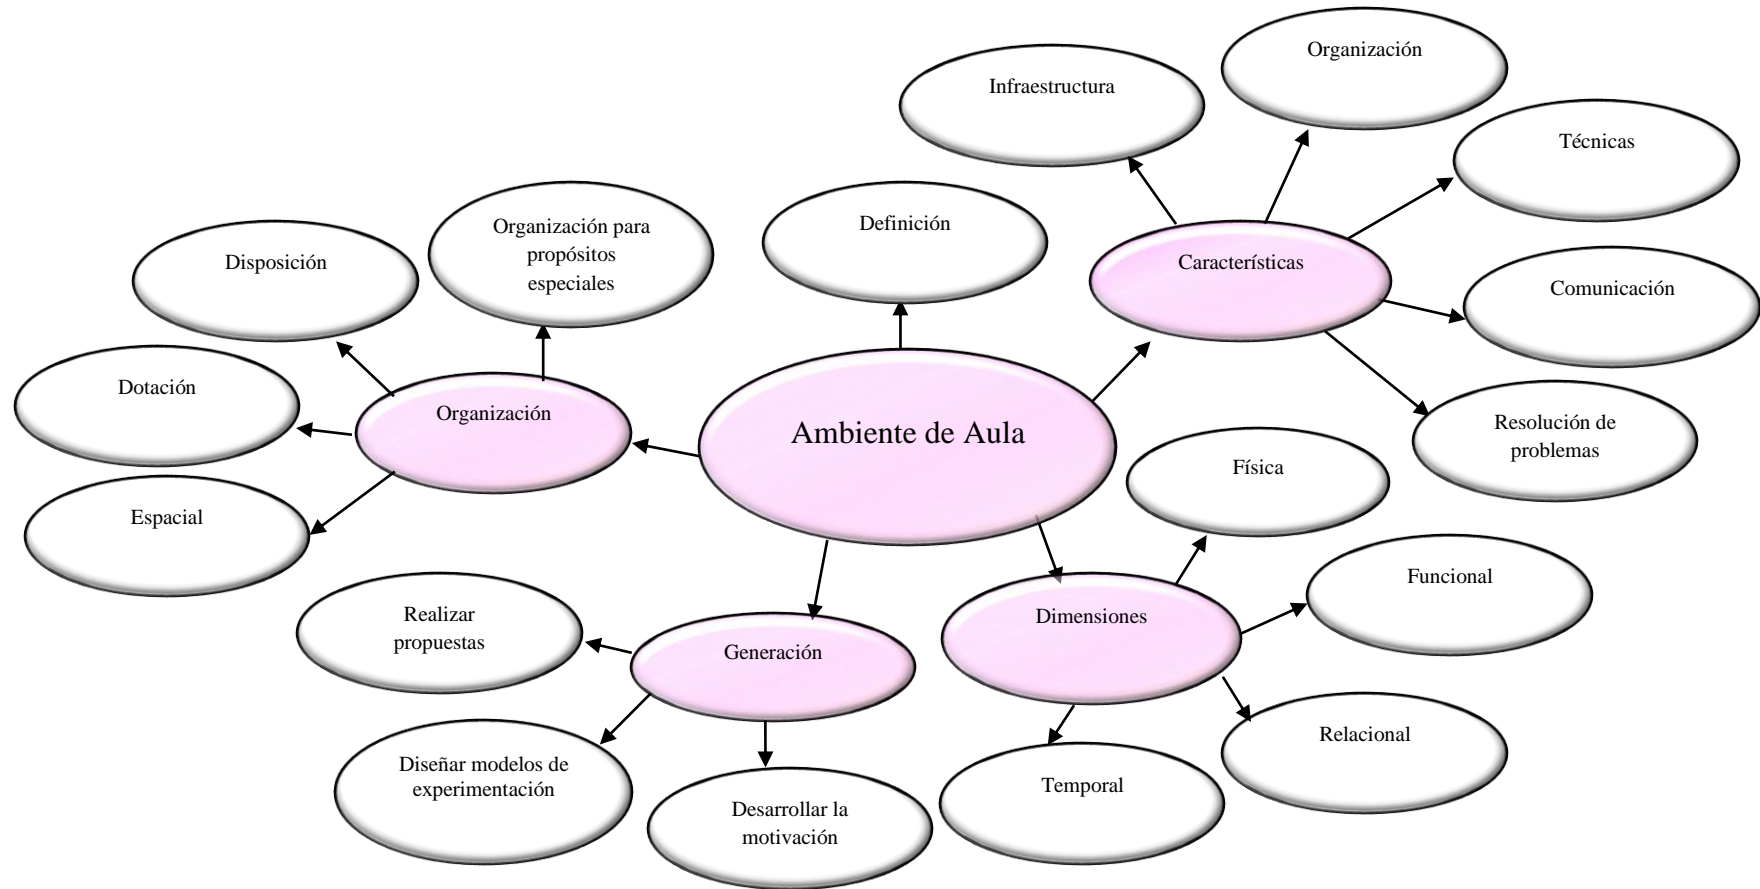 Organización
Infraestructura
Técnicas
Organización para
propósitos
especiales
Definición
Disposición
Características
Comunicación
Dotación
Organización
Ambiente de Aula
Resolución de
problemas
Física
Espacial
Funcional
Realizar
propuestas
Dimensiones
Generación
Relacional
Diseñar modelos de
experimentación
Temporal
Desarrollar la
motivación